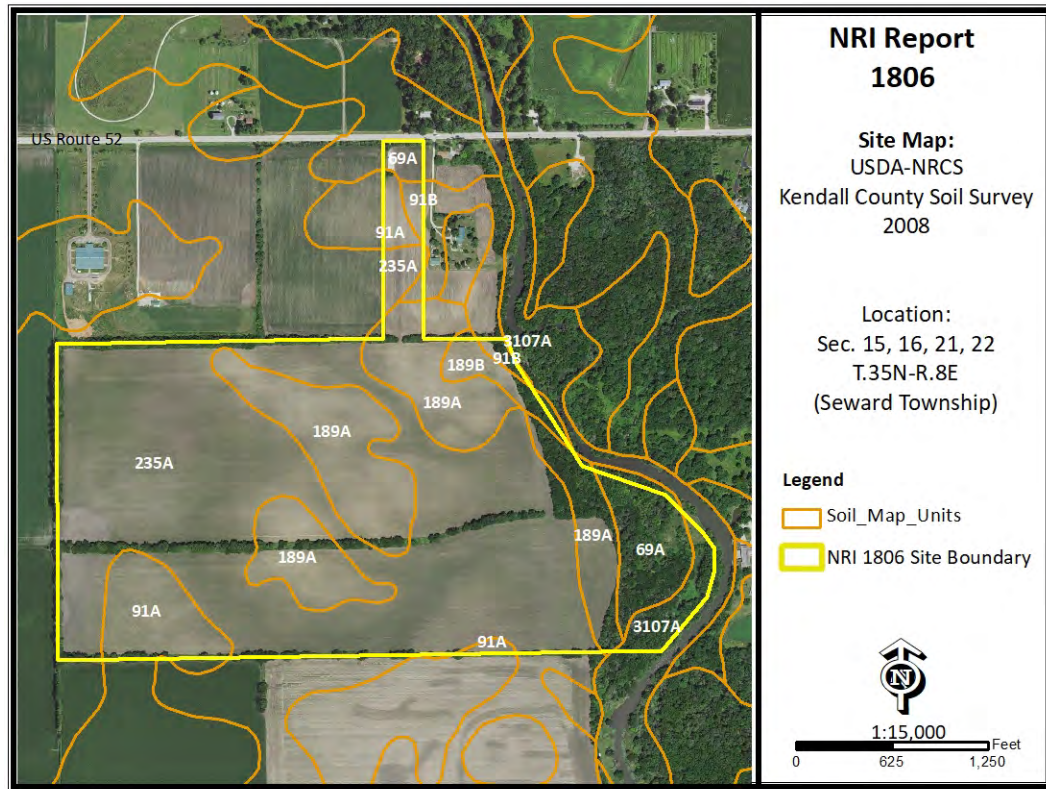 NRI Report
1806
Site Map:
USDA-NRCS
Kendall County Soil Survey
2008
Location:
Sec. 15, 16, 21, 22
T.35N-R.8E
(Seward Township)
Legend
Soil_Map_Units
NRI 1806 Site Boundary
N
1:15,000
Feet
0 625 1,250
US Route 52
69A
91B
91A
235A
3107A
91B
189B
189A
189A
235A
189A
69A
189A
91A
3107A
91A